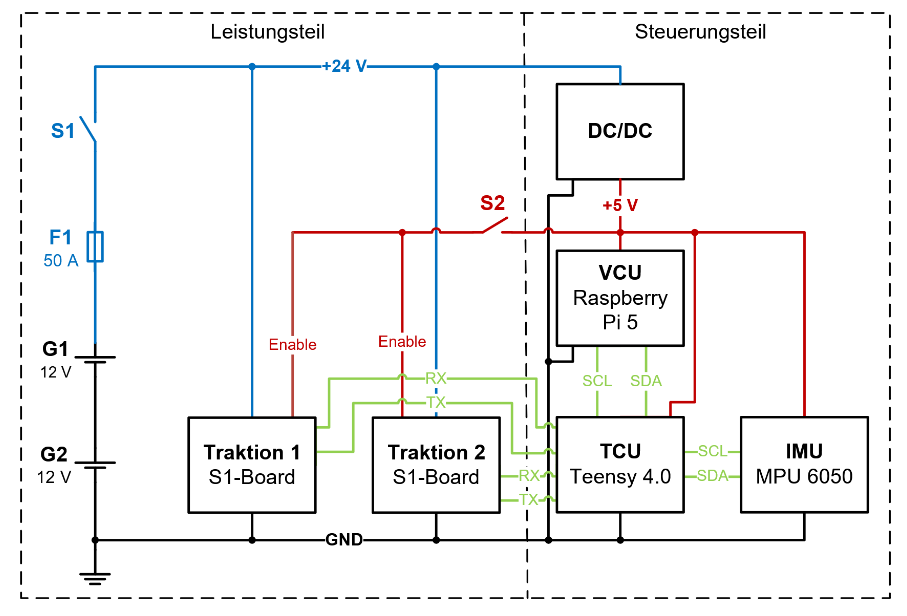 Leistungsteil
Steuerungsteil
+24 V
S1
DC/DC
S2
+5 V
F1
50 A
VCU
Raspberry
Pi 5
G1
12 V
Enable
Enable
RX
TX
SCL
SDA
G2
12 V
Traktion 1
S1-Board
Traktion 2
S1-Board
RX
TX
TCU
Teensy 4.0
SCL
SDA
IMU
MPU 6050
GND